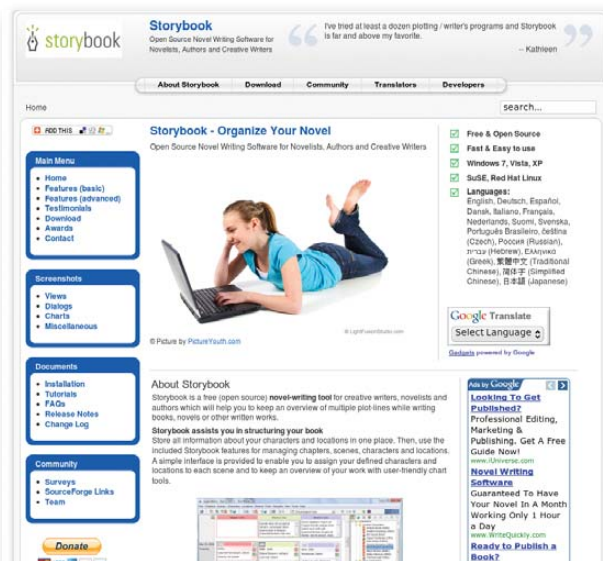 storybook
Storybook
Open Source Novel Writing Software for
Novelists, Authors and Creative Writers
I've tried at least a dozen plotting / writer's programs and Storybook
is far and above my favorite.
-- Kathleen
About Storybook
Download
Community
Translators
Developers
Home
search...
ADD THIS
Main Menu
Home
Features (basic)
Features (advanced)
Testimonials
Download
Awards
Contact
Screenshots
Views
Dialogs
Charts
Miscellaneous
Documents
Installation
Tutorials
FAQs
Release Notes
Change Log
Community
Surveys
SourceForge Links
Team
Donate
Storybook - Organize Your Novel
Open Source Novel Writing Software for Novelists, Authors and Creative Writers
© LightFusionStudio.com
© Picture by PictureYouth.com
About Storybook
Storybook is a free (open source) novel-writing tool for creative writers, novelists and
authors which will help you to keep an overview of multiple plot-lines while writing
books, novels or other written works.
Storybook assists you in structuring your book
Store all information about your characters and locations in one place. Then, use the
included Storybook features for managing chapters, scenes, characters and locations.
A simple interface is provided to enable you to assign your defined characters and
locations to each scene and to keep an overview of your work with user-friendly chart
tools.
Free & Open Source
Fast & Easy to use
Windows 7, Vista, XP
SuSE, Red Hat Linux
Languages:
English, Deutsch, Español,
Dansk, Italiano, Français,
Nederlands, Suomi, Svenska,
Português Brasileiro, čeština
(Czech), Россия (Russian),
עברית (Hebrew), Ελληνικά
(Greek), 繁體中文 (Traditional
Chinese), 简体字 (Simplified
Chinese), 日本語 (Japanese)
Google Translate
Select Language
Gadgets powered by Google
Ads by Google
Looking To Get
Published?
Professional Editing,
Marketing &
Publishing. Get A Free
Guide Now!
www.iUniverse.com
Novel Writing
Software
Guaranteed To Have
Your Novel In A Month
Working Only 1 Hour
a Day
www.WriteQuickly.com
Ready to Publish a
Book?